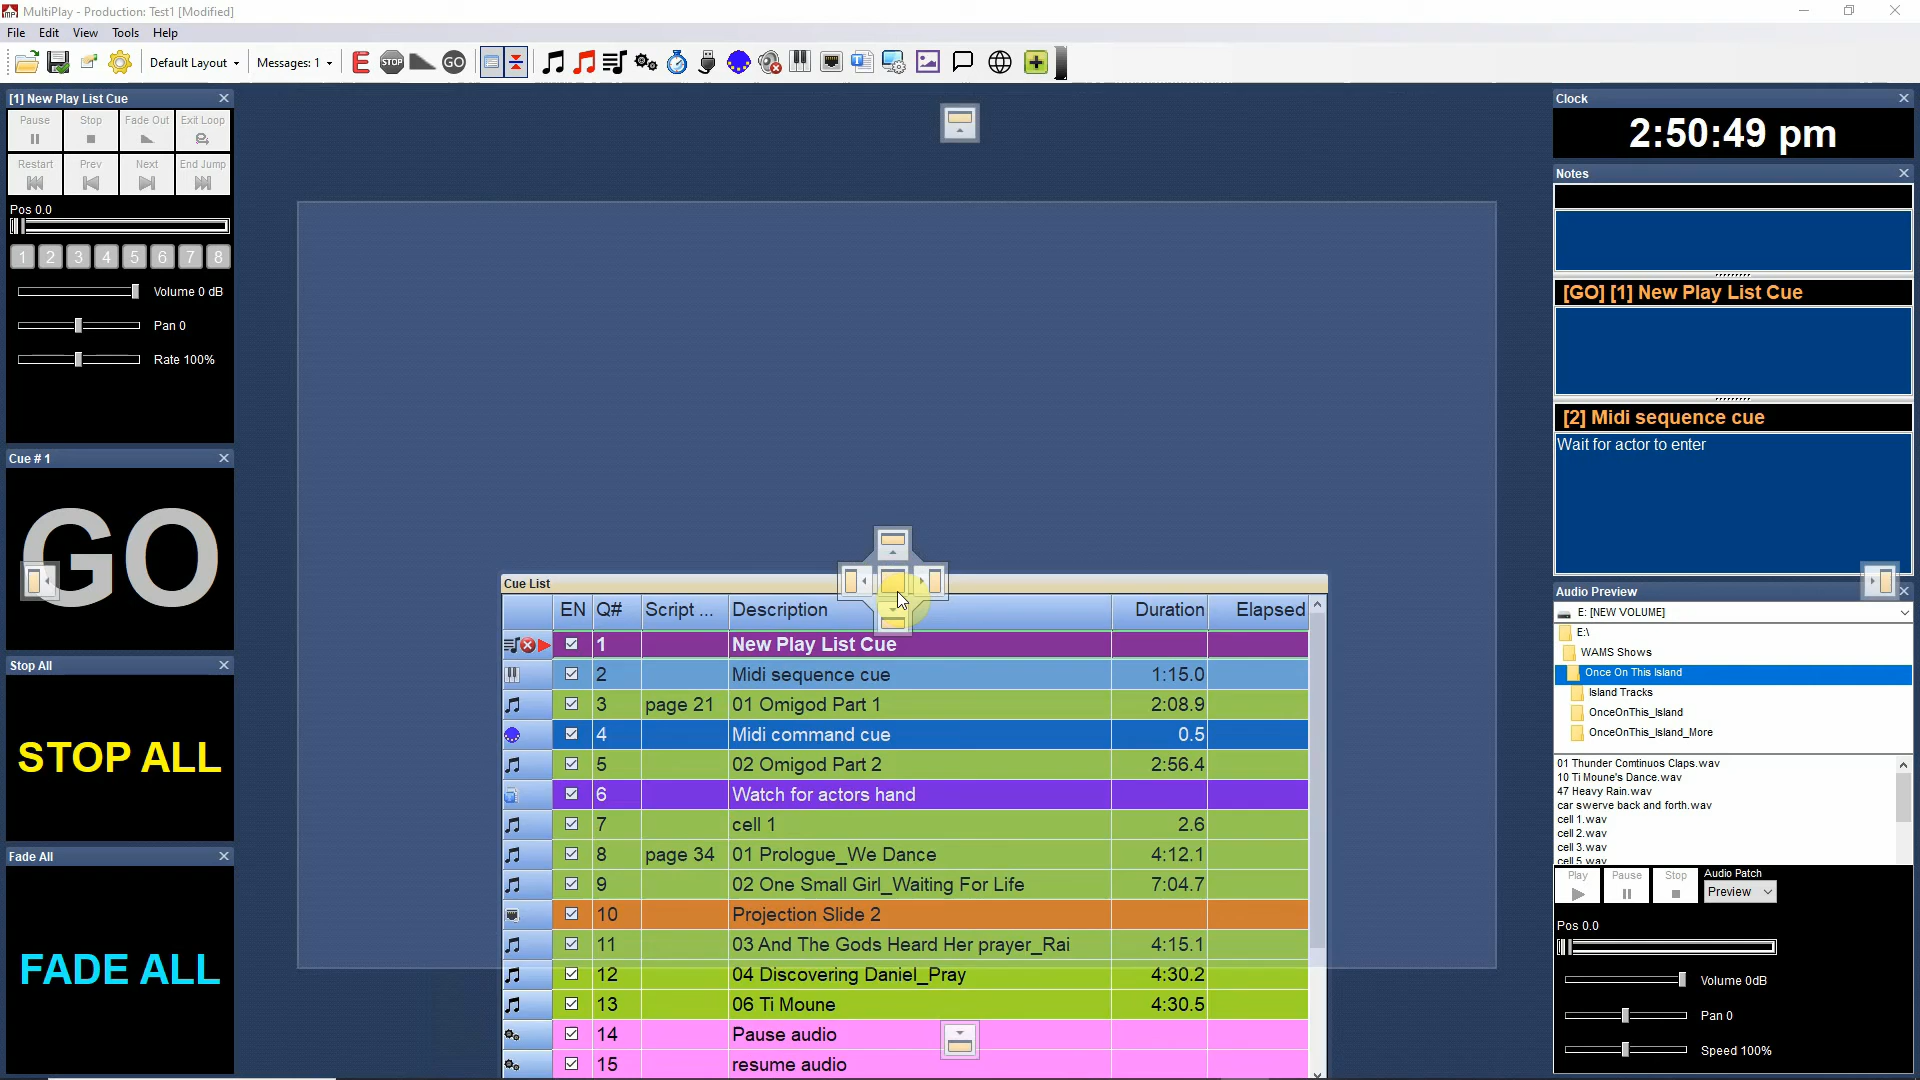 MultiPlay - Production: Test1 [Modified]
File Edit View Tools Help
Default Layout Messages: 1 E STOP GO
[1] New Play List Cue
Pause Stop Fade Out Exit Loop
Restart Prev Next End Jump
Pos 0.0
1 2 3 4 5 6 7 8
Volume 0 dB
Pan 0
Rate 100%
Cue # 1
GO
Stop All
STOP ALL
Fade All
FADE ALL
Cue List
EN Q# Script ... Description Duration Elapsed
1 New Play List Cue
2 Midi sequence cue 1:15.0
3 page 21 01 Omigod Part 1 2:08.9
4 Midi command cue 0.5
5 02 Omigod Part 2 2:56.4
6 Watch for actors hand
7 cell 1 2.6
8 page 34 01 Prologue_We Dance 4:12.1
9 02 One Small Girl_Waiting For Life 7:04.7
10 Projection Slide 2
11 03 And The Gods Heard Her prayer_Rai 4:15.1
12 04 Discovering Daniel_Pray 4:30.2
13 06 Ti Moune 4:30.5
14 Pause audio
15 resume audio
Clock
2:50:49 pm
Notes
[GO] [1] New Play List Cue
[2] Midi sequence cue
Wait for actor to enter
Audio Preview
E: [NEW VOLUME]
E:\
WAMS Shows
Once On This Island
Island Tracks
OnceOnThis_Island
OnceOnThis_Island_More
01 Thunder Comtinuos Claps.wav
10 Ti Moune's Dance.wav
47 Heavy Rain.wav
car swerve back and forth.wav
cell 1.wav
cell 2.wav
cell 3.wav
cell 5.wav
Play Pause Stop Audio Patch
Preview
Pos 0.0
Volume 0dB
Pan 0
Speed 100%